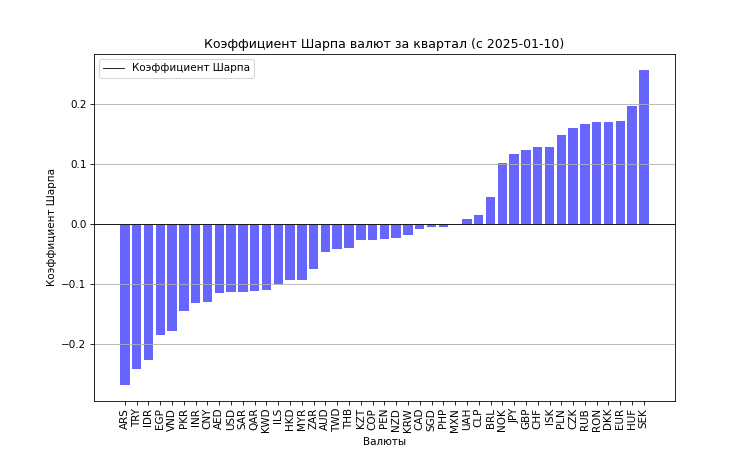 Коэффициент Шарпа валют за квартал (с 2025-01-10)
Коэффициент Шарпа
0.2
0.1
0.0
−0.1
−0.2
Коэффициент Шарпа
ARS TRY IDR EGP VND PKR INR CNY AED USD SAR QAR KWD ILS HKD MYR ZAR AUD TWD THB KZT COP PEN NZD KRW CAD SGD PHP MXN UAH CLP BRL NOK JPY GBP CHF ISK PLN CZK RUB RON DKK EUR HUF SEK
Валюты